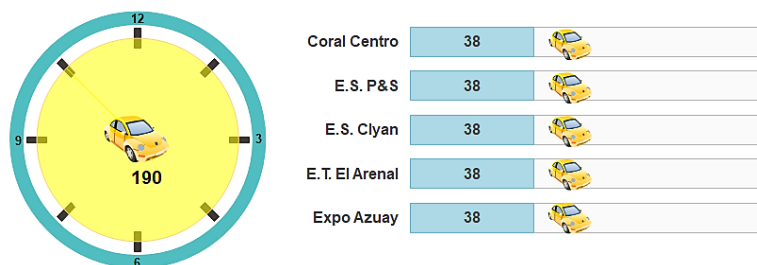 12
3
6
9
190
Coral Centro 38
E.S. P&S 38
E.S. Clyan 38
E.T. El Arenal 38
Expo Azuay 38